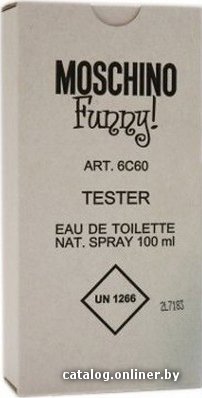 MOSCHINO
Funny!
ART. 6C60
TESTER
EAU DE TOILETTE
NAT. SPRAY 100 ml
UN 1266
2L7183
catalog.onliner.by